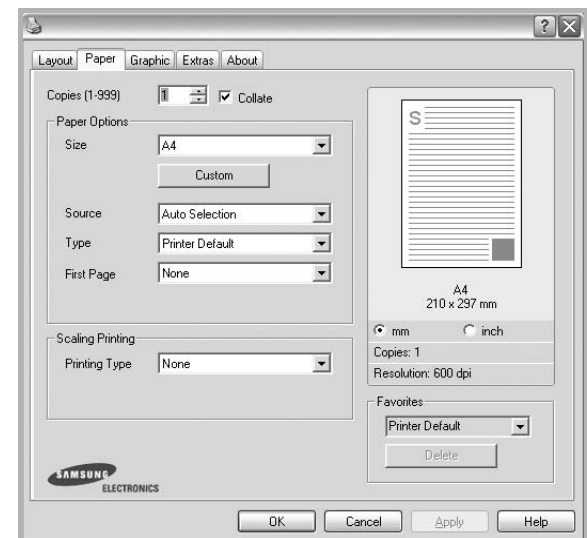 Layout Paper Graphic Extras About
Copies (1-999) 1 Collate
Paper Options
Size A4
Custom
Source Auto Selection
Type Printer Default
First Page None
Scaling Printing
Printing Type None
SAMSUNG
ELECTRONICS
S
A4
210 x 297 mm
mm inch
Copies: 1
Resolution: 600 dpi
Favorites
Printer Default
Delete
OK Cancel Apply Help